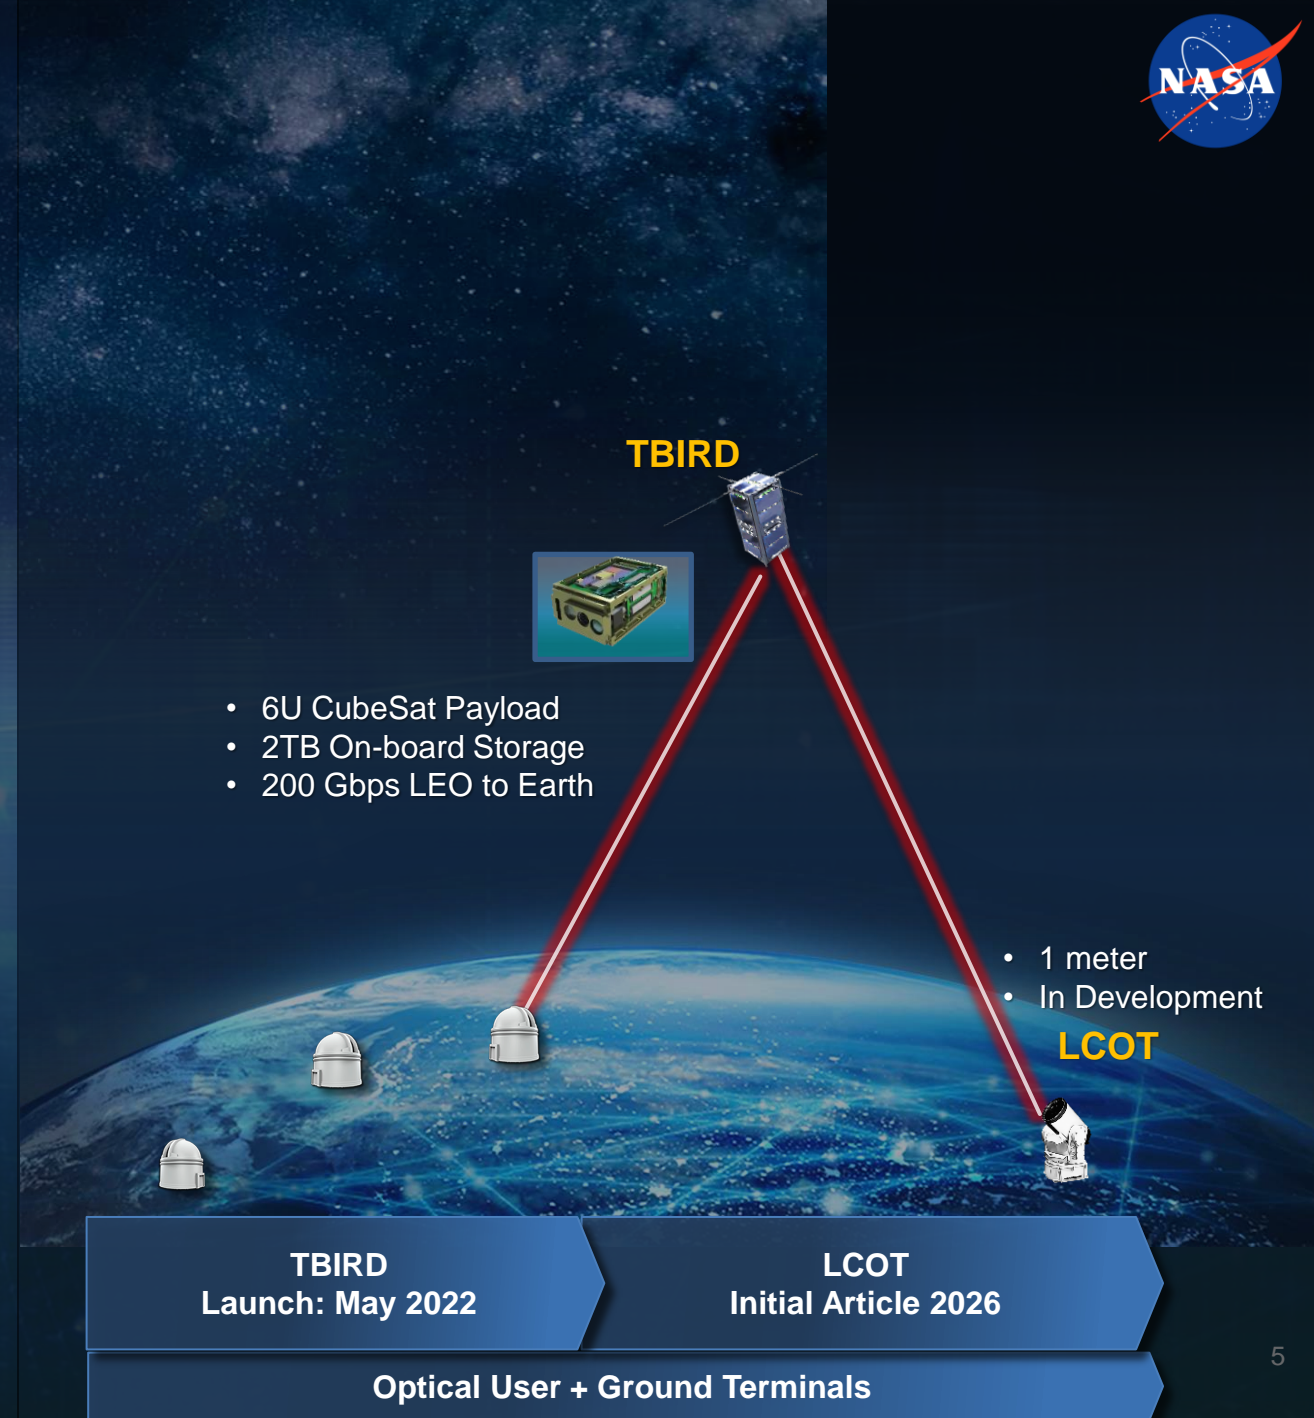 NASA
TBIRD
• 6U CubeSat Payload
• 2TB On-board Storage
• 200 Gbps LEO to Earth
• 1 meter
• In Development
LCOT
TBIRD
Launch: May 2022
LCOT
Initial Article 2026
5
Optical User + Ground Terminals